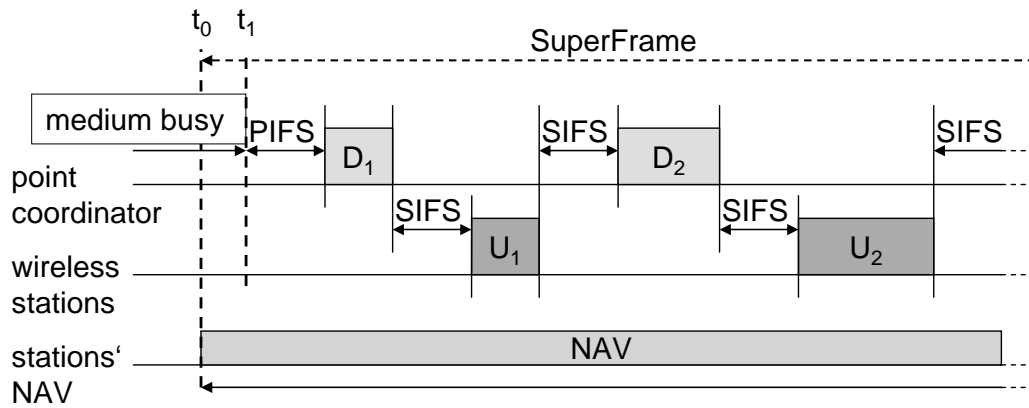 t0 t1
SuperFrame
medium busy
PIFS D1 SIFS D2 SIFS
point
coordinator
SIFS U1 SIFS U2
wireless
stations
stations‘ NAV
NAV